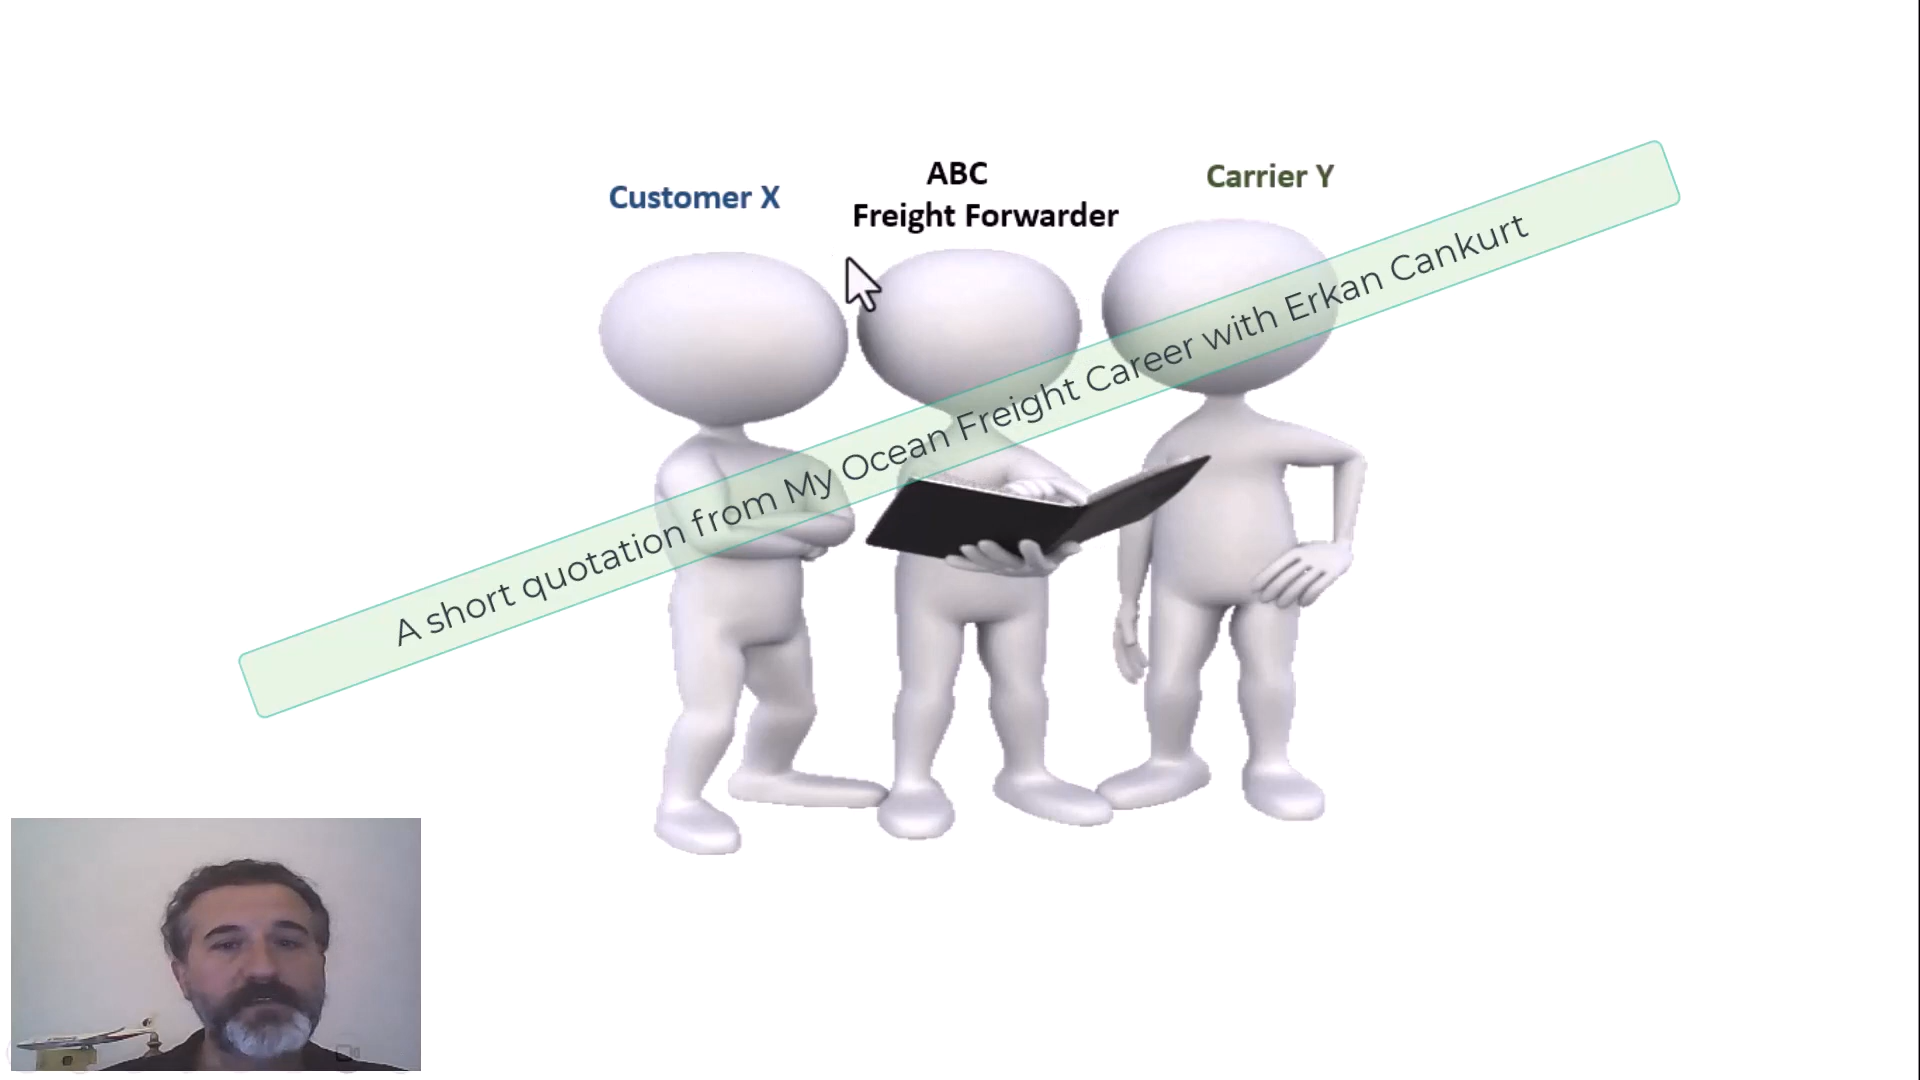 Customer X
ABC
Freight Forwarder
Carrier Y
A short quotation from My Ocean Freight Career with Erkan Cankurt